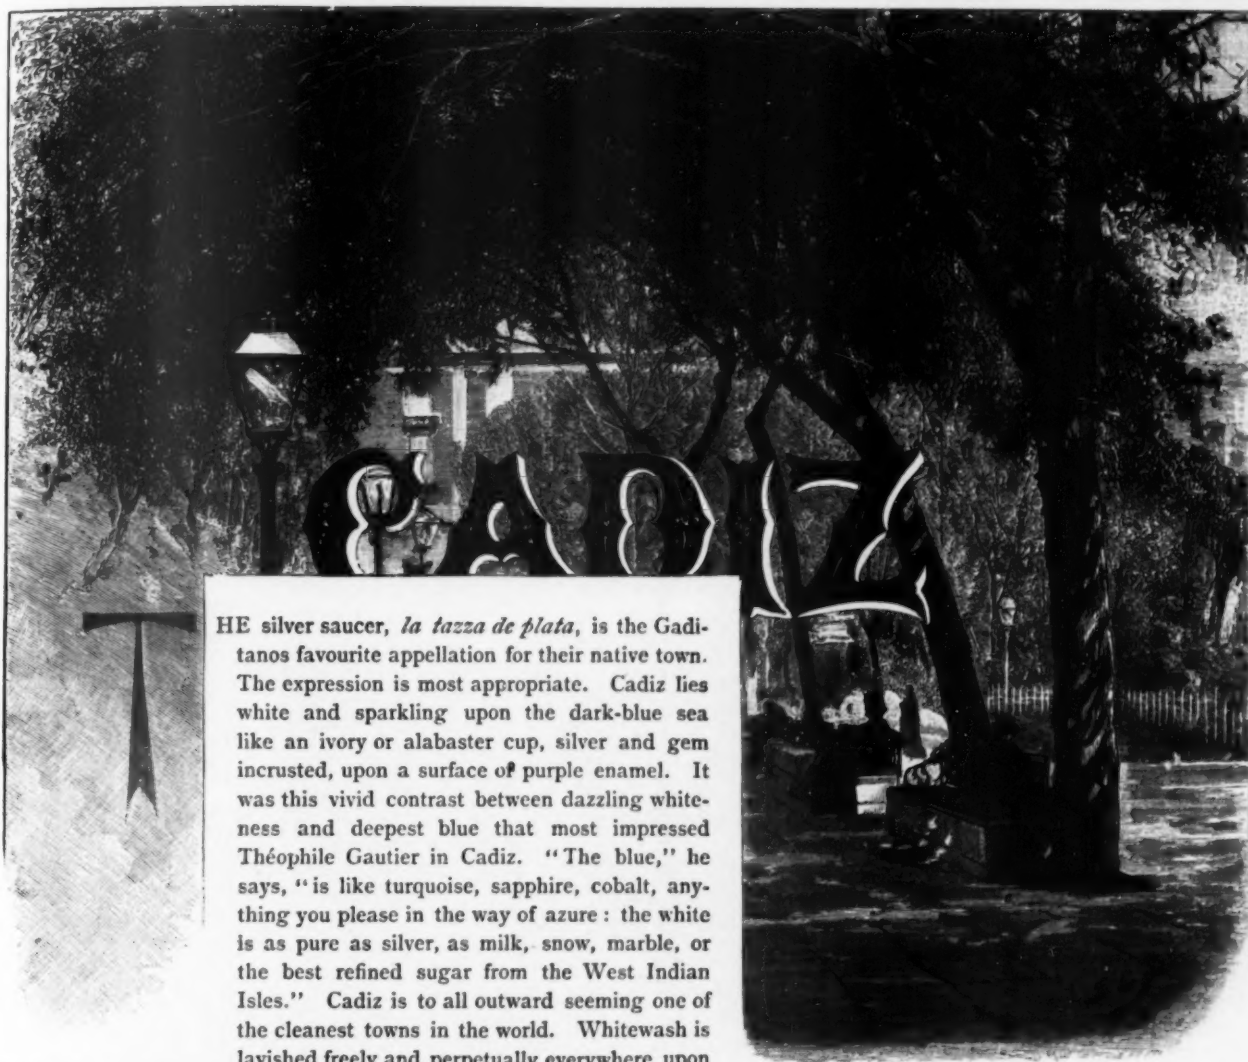 CADIZ
THE silver saucer, la tazza de plata, is the Gadi-
tanos favourite appellation for their native town.
The expression is most appropriate. Cadiz lies
white and sparkling upon the dark-blue sea
like an ivory or alabaster cup, silver and gem
incrusted, upon a surface of purple enamel. It
was this vivid contrast between dazzling white-
ness and deepest blue that most impressed
Théophile Gautier in Cadiz. "The blue," he
says, "is like turquoise, sapphire, cobalt, any-
thing you please in the way of azure: the white
is as pure as silver, as milk, snow, marble, or
the best refined sugar from the West Indian
Isles." Cadiz is to all outward seeming one of
the cleanest towns in the world. Whitewash is
lavished freely and perpetually everywhere, upon